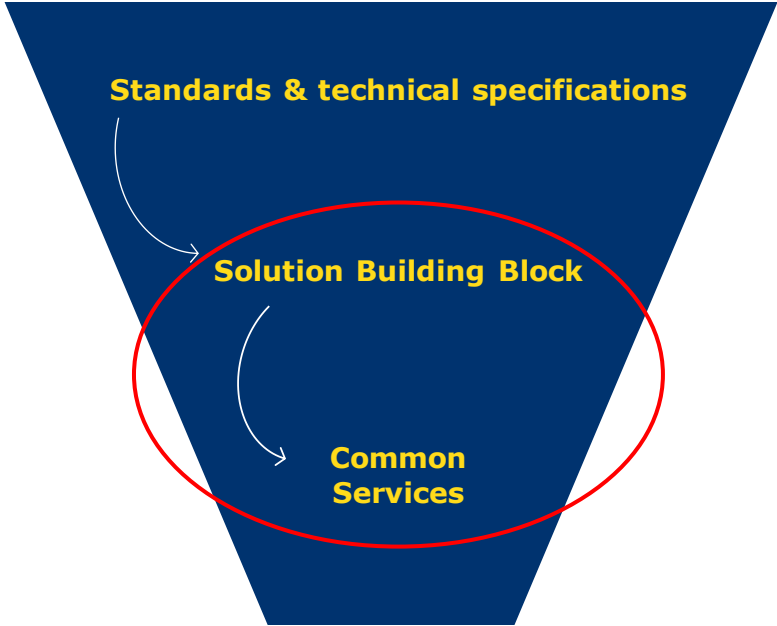 Standards & technical specifications
Solution Building Block
Common
Services